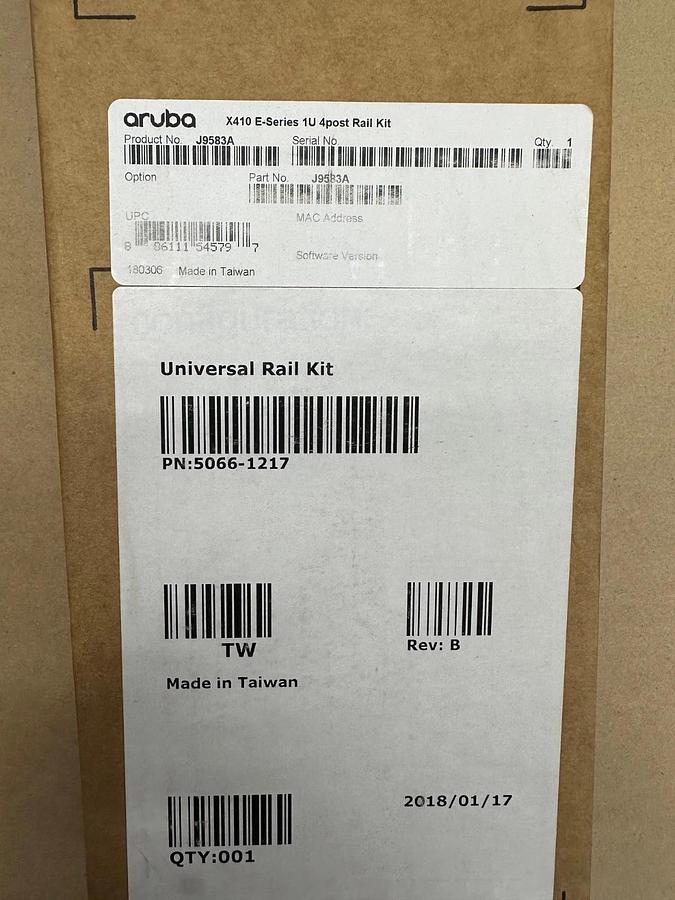 aruba X410 E-Series 1U 4post Rail Kit
Product No. J9583A Serial No. Qty. 1
Option Part No. J9583A
UPC MAC Address
8 86111 54579 7
Software Version
180306 Made in Taiwan
Universal Rail Kit
PN:5066-1217
TW Rev: B
Made in Taiwan
2018/01/17
QTY:001